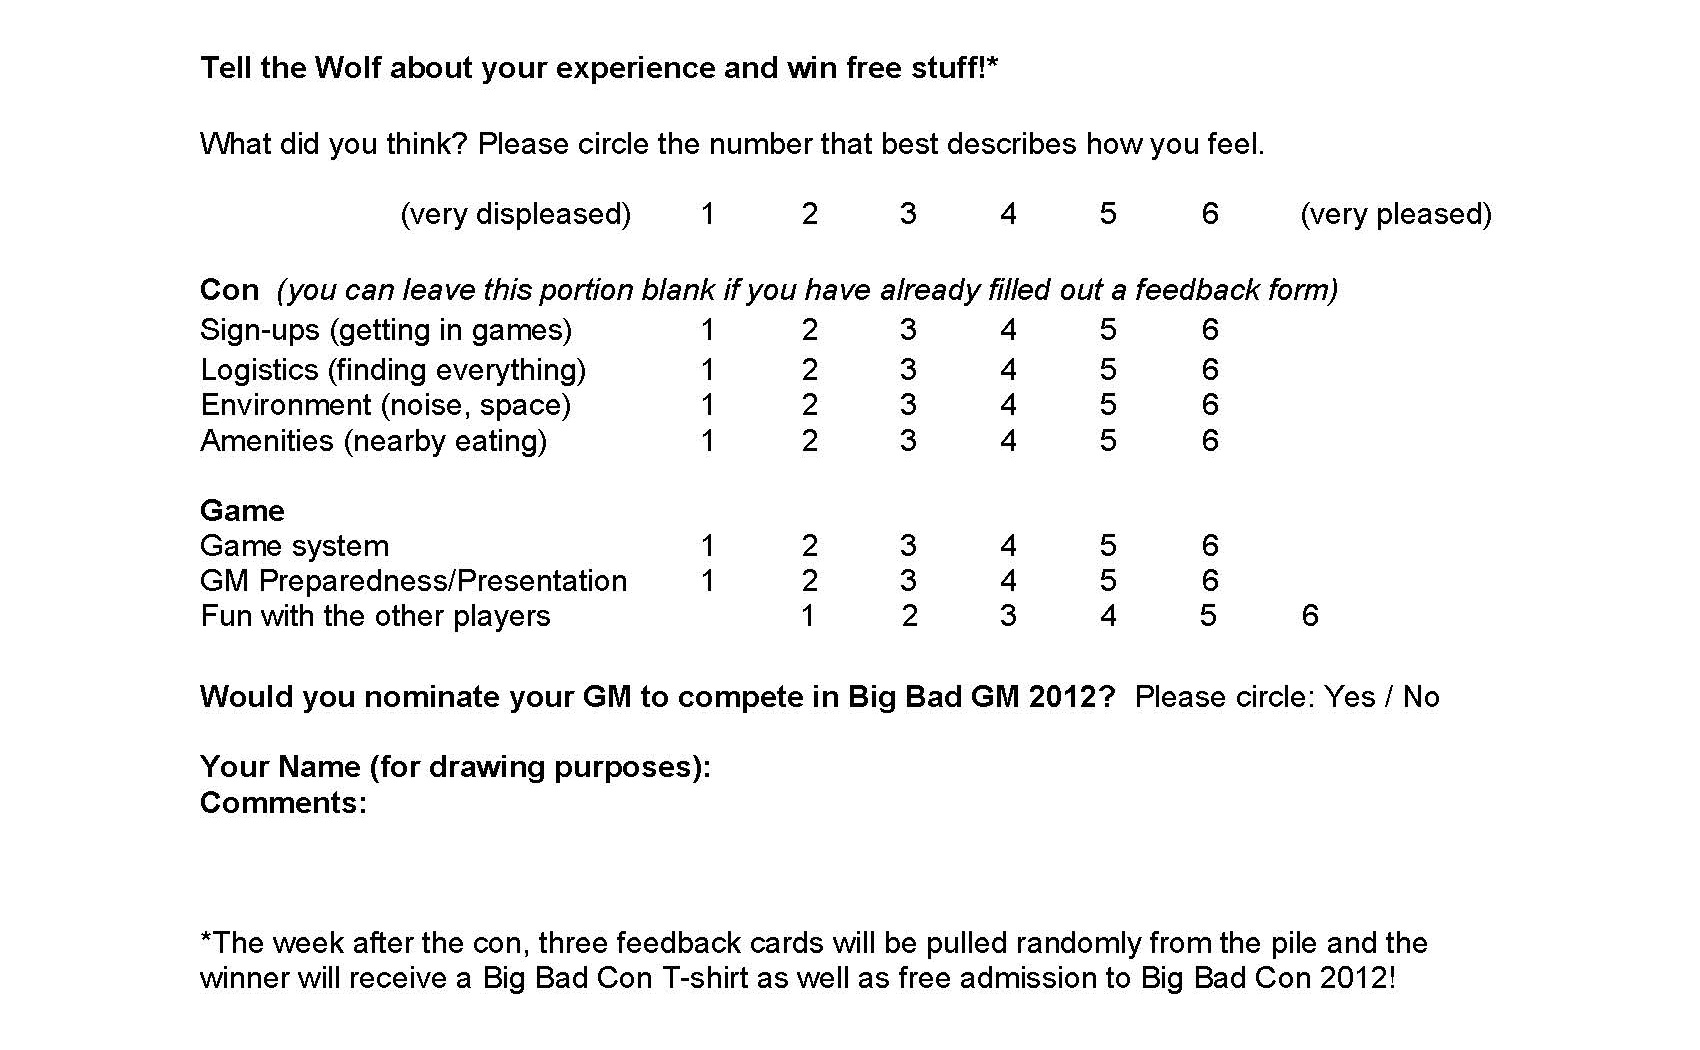 Tell the Wolf about your experience and win free stuff!*
What did you think? Please circle the number that best describes how you feel.
(very displeased) 1 2 3 4 5 6 (very pleased)
Con (you can leave this portion blank if you have already filled out a feedback form)
Sign-ups (getting in games) 1 2 3 4 5 6
Logistics (finding everything) 1 2 3 4 5 6
Environment (noise, space) 1 2 3 4 5 6
Amenities (nearby eating) 1 2 3 4 5 6
Game
Game system 1 2 3 4 5 6
GM Preparedness/Presentation 1 2 3 4 5 6
Fun with the other players 1 2 3 4 5 6
Would you nominate your GM to compete in Big Bad GM 2012? Please circle: Yes / No
Your Name (for drawing purposes):
Comments:
*The week after the con, three feedback cards will be pulled randomly from the pile and the
winner will receive a Big Bad Con T-shirt as well as free admission to Big Bad Con 2012!